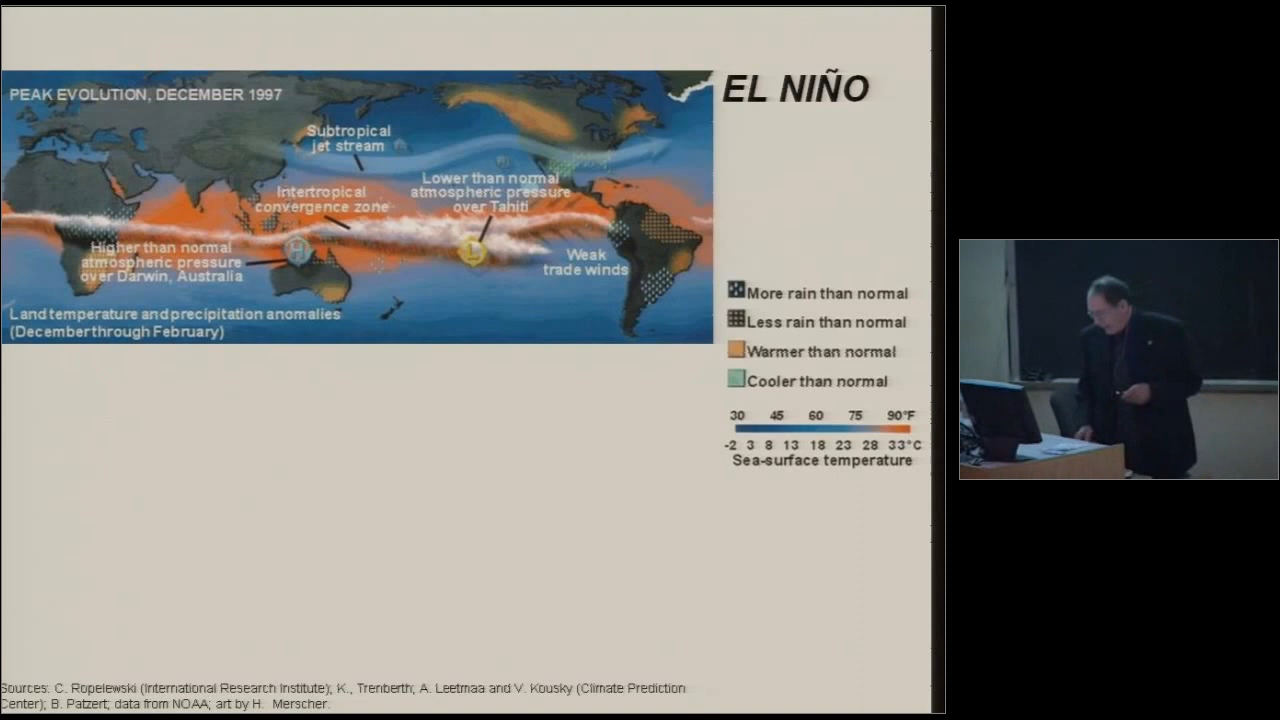 EL NIÑO
PEAK EVOLUTION, DECEMBER 1997
Subtropical
jet stream
Lower than normal
atmospheric pressure
over Tahiti
Intertropical
convergence zone
H
L
Higher than normal
atmospheric pressure
over Darwin, Australia
Weak
trade winds
Land temperature and precipitation anomalies
(December through February)
More rain than normal
Less rain than normal
Warmer than normal
Cooler than normal
30 45 60 75 90°F
-2 3 8 13 18 23 28 33°C
Sea-surface temperature
Sources: C. Ropelewski (International Research Institute); K., Trenberth, A. Leetmaa and V. Kousky (Climate Prediction
Center); B. Patzert; data from NOAA; art by H. Merscher.